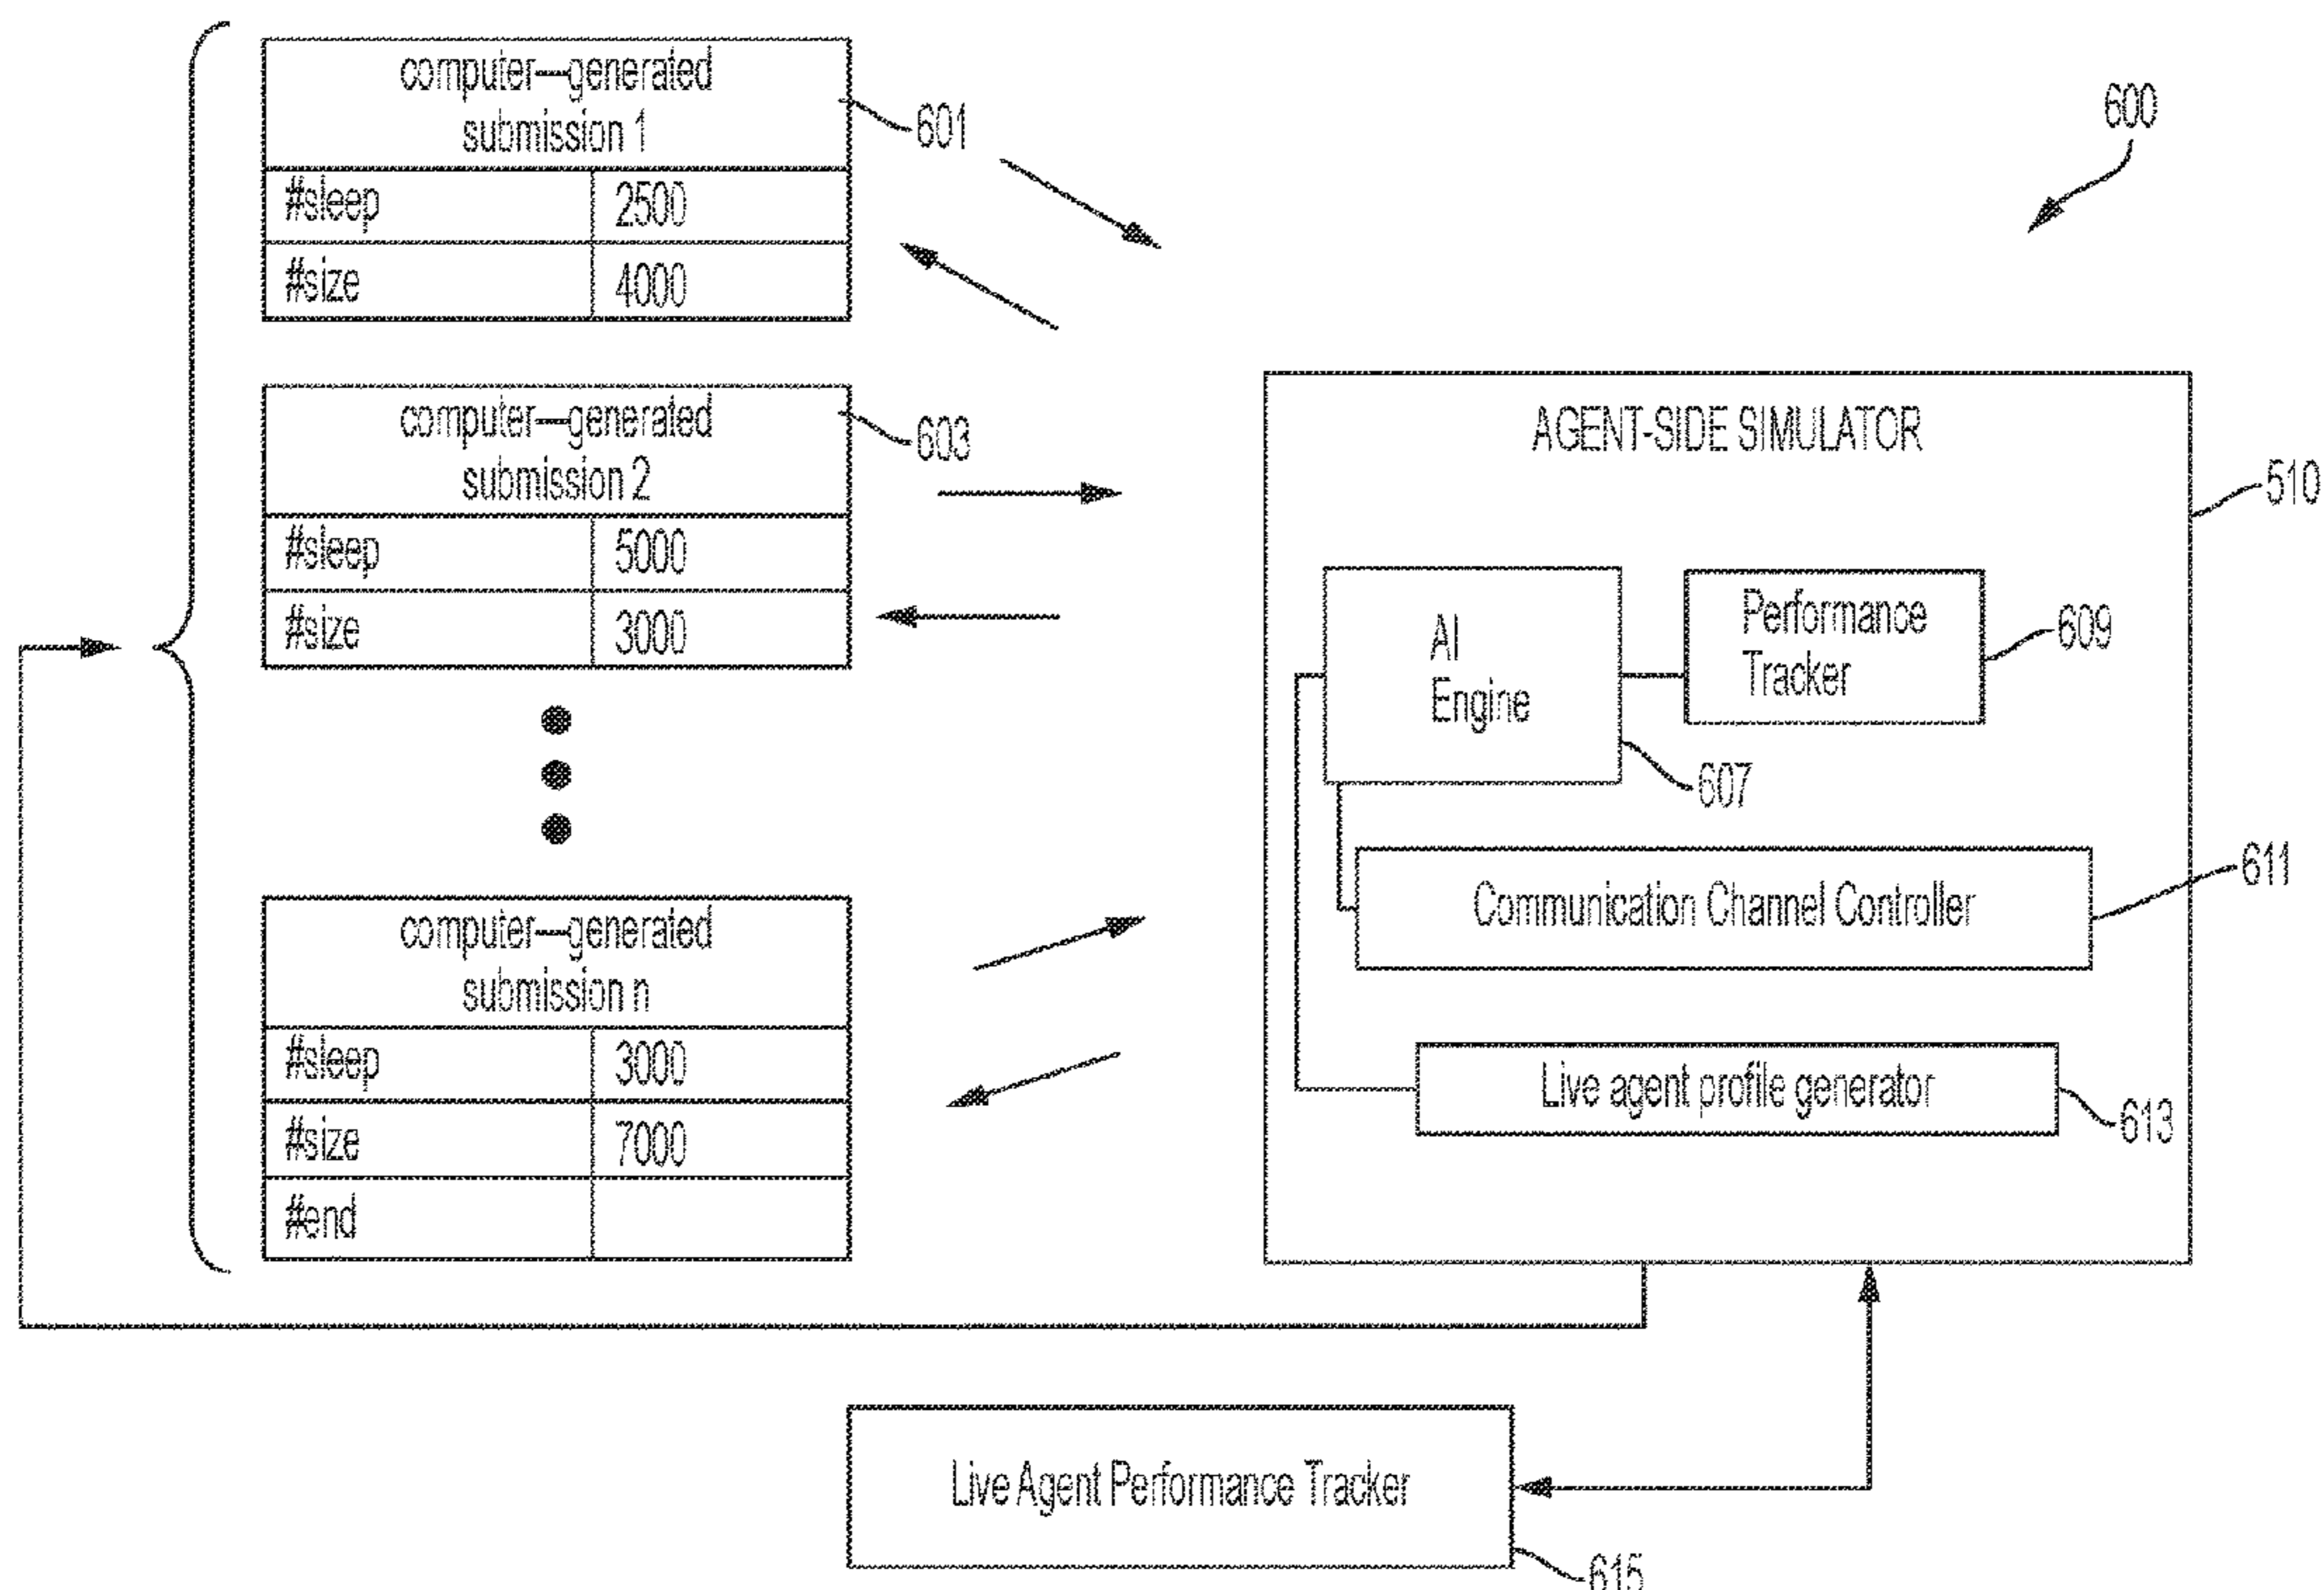 computer—generated
submission 1
601
#sleep 2500
#size 4000
600
computer—generated
submission 2
603
#sleep 5000
#size 3000
computer—generated
submission n
#sleep 3000
#size 7000
#end
AGENT-SIDE SIMULATOR
510
AI
Engine
607
Performance
Tracker
609
Communication Channel Controller
611
Live agent profile generator
613
Live Agent Performance Tracker
615